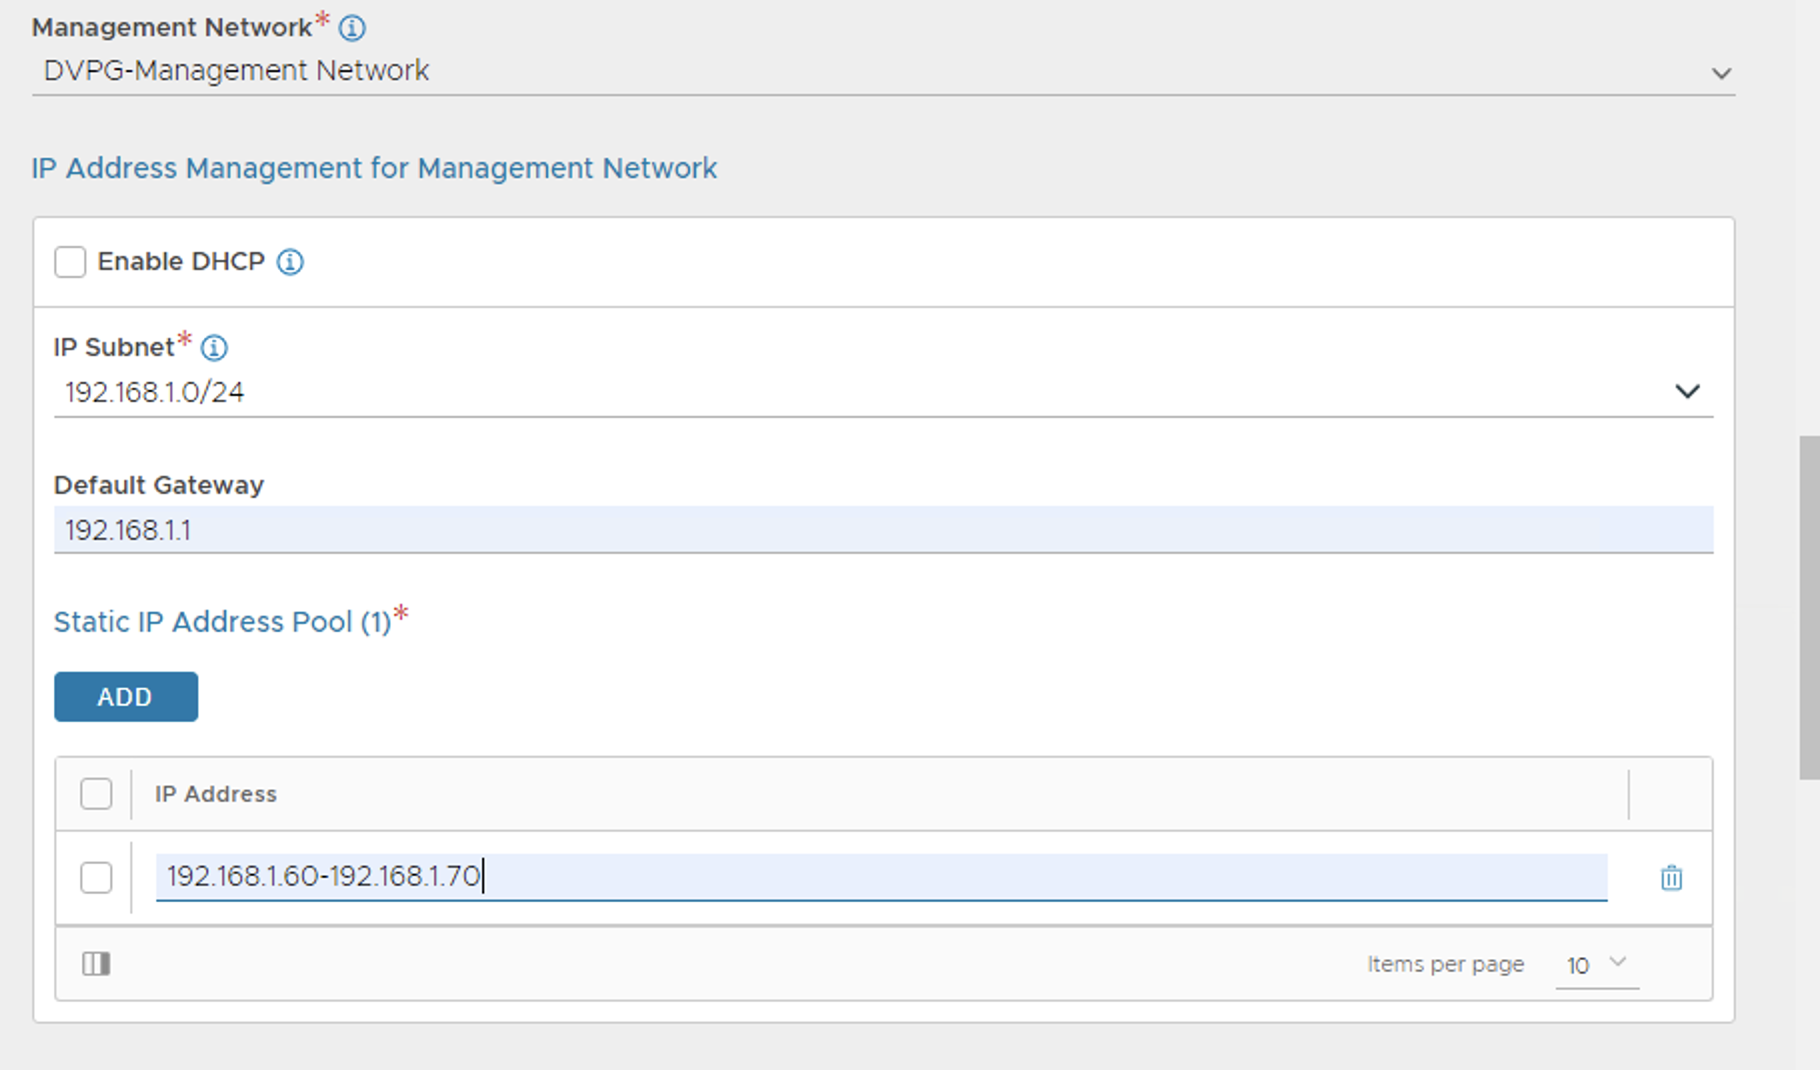 Management Network*
DVPG-Management Network
IP Address Management for Management Network
Enable DHCP
IP Subnet*
192.168.1.0/24
Default Gateway
192.168.1.1
Static IP Address Pool (1)*
ADD
IP Address
192.168.1.60-192.168.1.70
Items per page 10